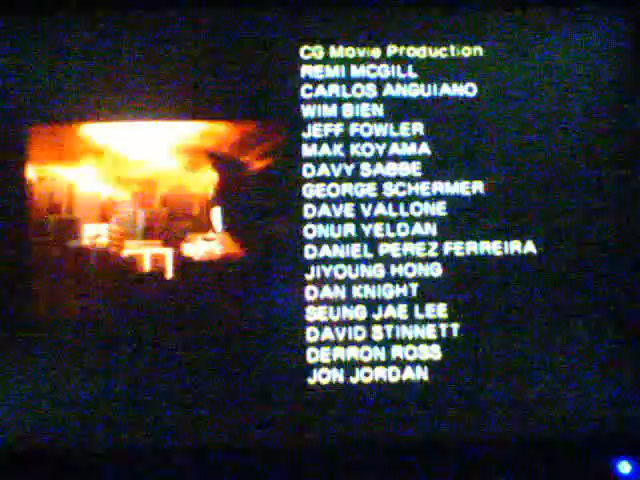 CG Movie Production
REMI MCGILL
CARLOS ANGUIANO
WIM BIEN
JEFF FOWLER
MAK KOYAMA
DAVY SABBE
GEORGE SCHERMER
DAVE VALLONE
ONUR YELDAN
DANIEL PEREZ FERREIRA
JIYOUNG HONG
DAN KNIGHT
SEUNG JAE LEE
DAVID STINNETT
DERRON ROSS
JON JORDAN